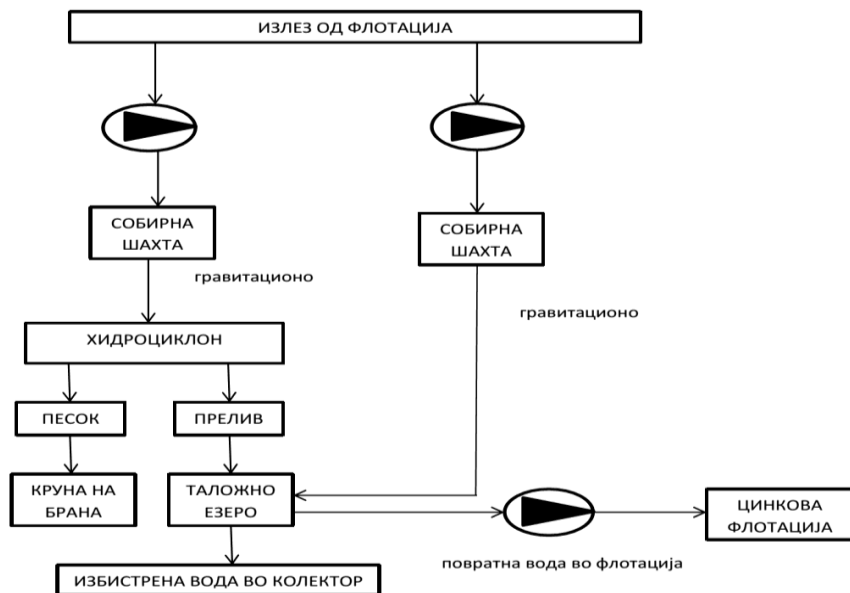 ИЗЛЕЗ ОД ФЛОТАЦИЈА
СОБИРНА
ШАХТА
СОБИРНА
ШАХТА
гравитационо
гравитационо
ХИДРОЦИКЛОН
ПЕСОК
ПРЕЛИВ
КРУНА НА
БРАНА
ТАЛОЖНО
ЕЗЕРО
ЦИНКОВА
ФЛОТАЦИЈА
повратна вода во флотација
ИЗБИСТРЕНА ВОДА ВО КОЛЕКТОР